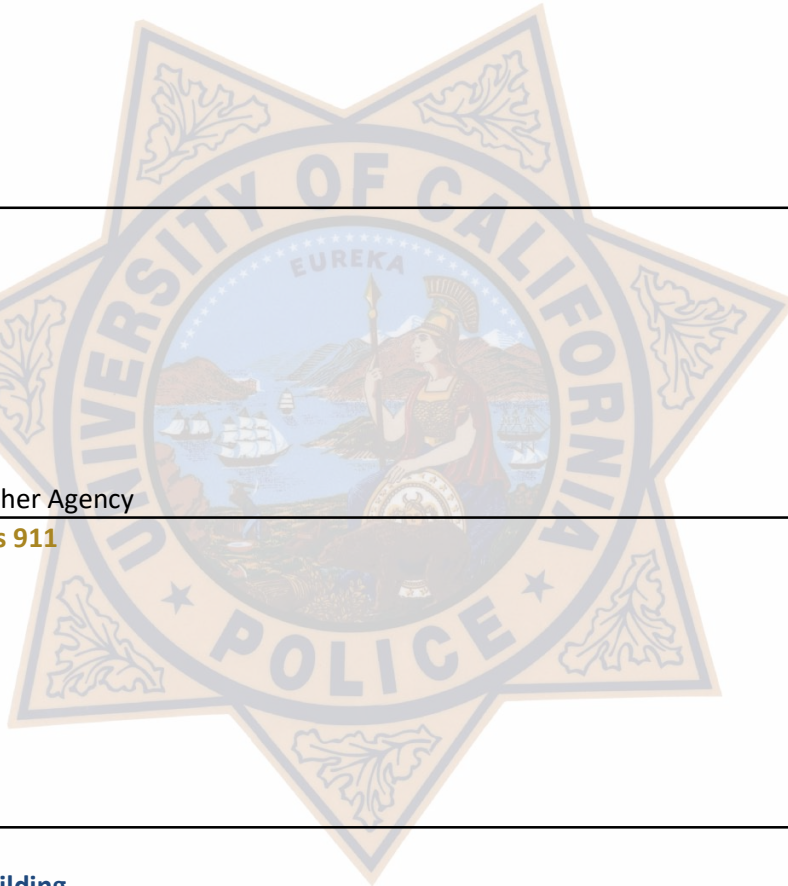 UNIVERSITY OF CALIFORNIA
EUREKA
her Agency
s 911
POLICE
ilding